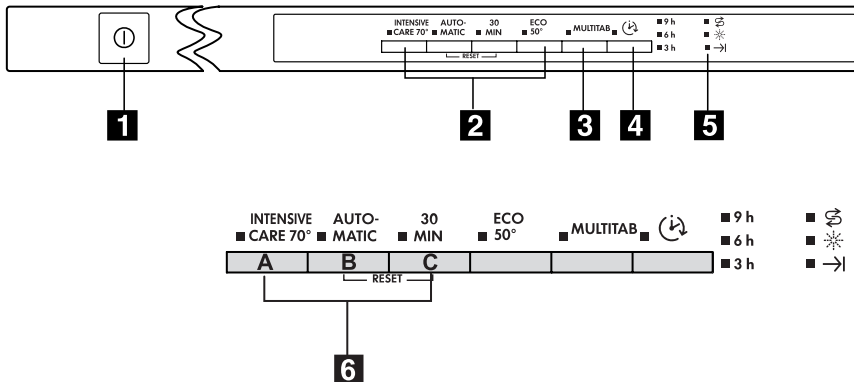 INTENSIVE AUTO- 30 ECO 9 h
CARE 70° MATIC MIN 50° MULTITAB 6 h
RESET 3 h
1 2 3 4 5
INTENSIVE AUTO- 30 ECO 9 h
CARE 70° MATIC MIN 50° MULTITAB 6 h
A B C 3 h
RESET
6